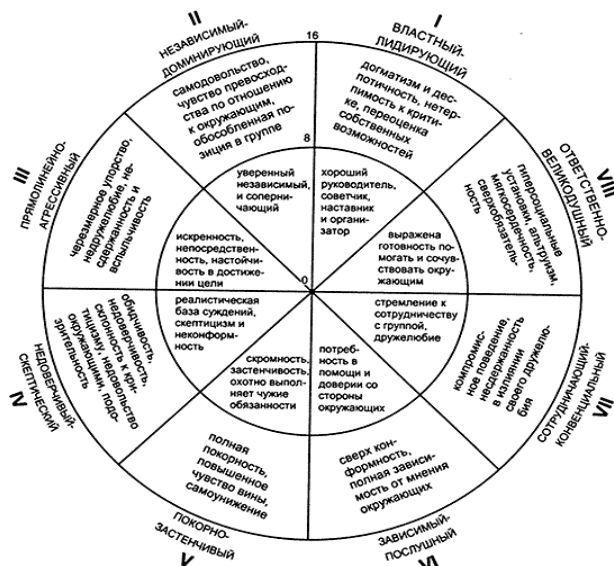 I
ВЛАСТНЫЙ-
ЛИДИРУЮЩИЙ
догматизм и дес-
потичность, нетер-
пимость к крити-
ке, переоценка
собственных
возможностей
хороший
руководитель,
советчик,
наставник
и органи-
затор
II
НЕЗАВИСИМЫЙ-
ДОМИНИРУЮЩИЙ
самодовольство,
чувство превосход-
ства по отношению
к окружающим,
обособленная по-
зиция в группе
уверенный
независимый,
и соперни-
чающий
III
ПРЯМОЛИНЕЙНО-
АГРЕССИВНЫЙ
черезмерное упорство,
недружелюбие, не-
сдержанность и
вспыльчивость
искренность,
непосредствен-
ность, настойчи-
вость в достиже-
нии цели
IV
НЕДОВЕРЧИВЫЙ-
СКЕПТИЧЕСКИЙ
обидчивость,
недоверчивость,
склонность к кри-
тицизму, недовольство
окружающими, подо-
зрительность
реалистическая
база суждений,
скептицизм и
неконформ-
ность
V
ПОКОРНО-
ЗАСТЕНЧИВЫЙ
полная
покорность,
повышенное
чувство вины,
самоунижение
скромность,
застенчивость,
охотно выпол-
няет чужие
обязанности
VI
ЗАВИСИМЫЙ-
ПОСЛУШНЫЙ
сверх кон-
формность,
полная зависи-
мость от мнения
окружающих
потреб-
ность в
помощи и
доверии со
стороны
окружающих
VII
СОТРУДНИЧАЮЩИЙ-
КОНВЕНЦИАЛЬНЫЙ
компромис-
сное поведение,
несдержанность
в излиянии
своего дружелю-
бия
стремление к
сотрудничеству
с группой,
дружелюбие
VIII
ОТВЕТСТВЕННО-
ВЕЛИКОДУШНЫЙ
гиперсоциальные
установки, альтруизм,
мягкосердечность,
сверхобязатель-
ность
выражена
готовность по-
могать и сочув-
ствовать окру-
жающим
16
8
0